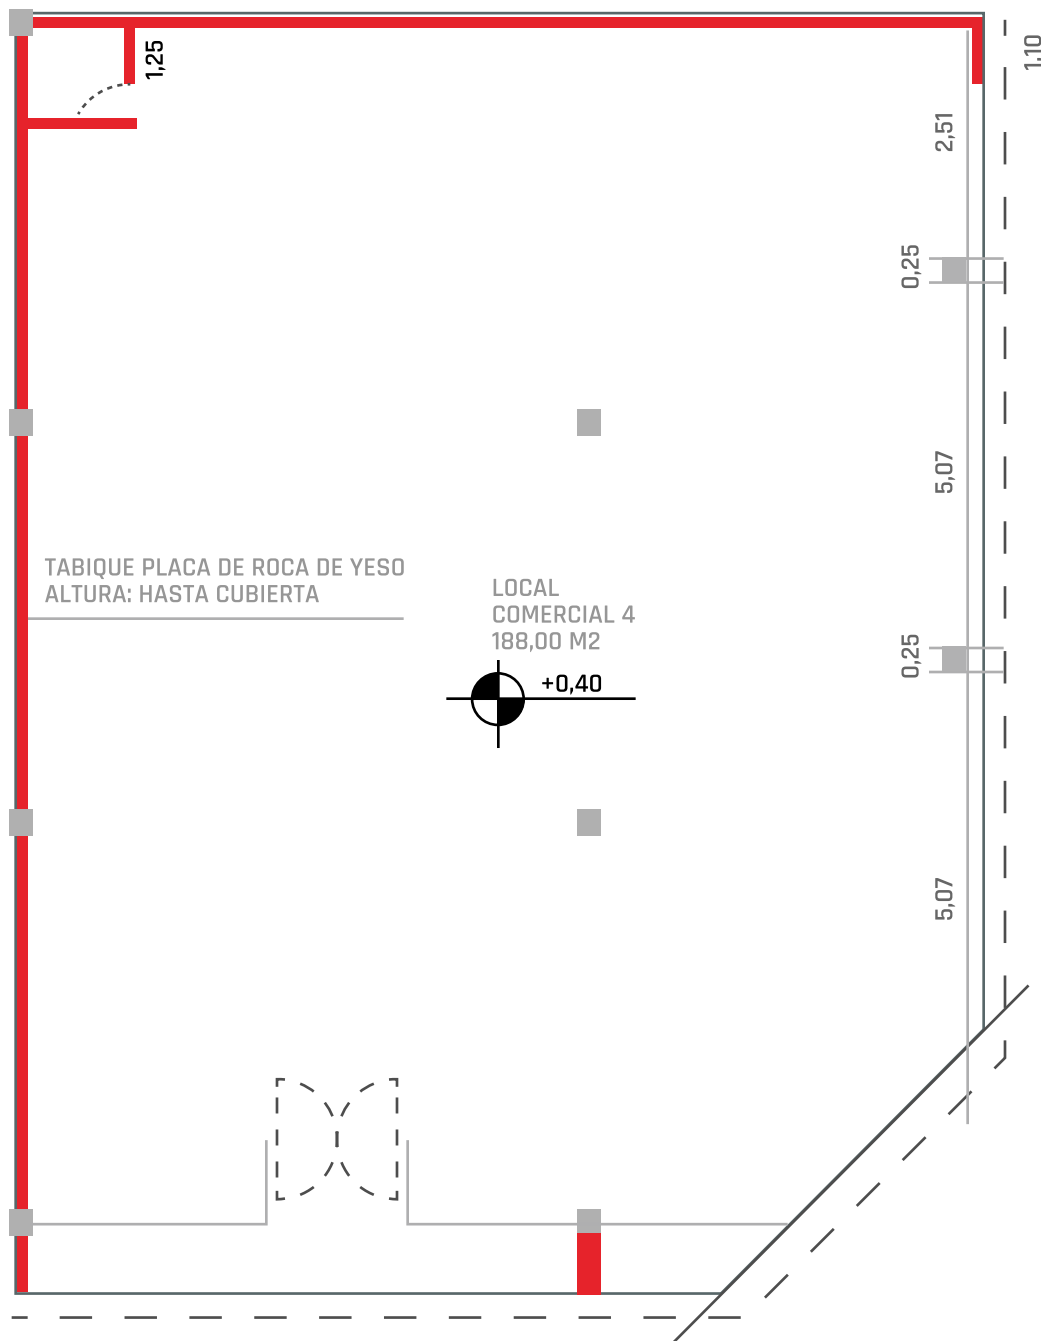 1,25
1,10
2,51
0,25
5,07
TABIQUE PLACA DE ROCA DE YESO
ALTURA: HASTA CUBIERTA
LOCAL
COMERCIAL 4
188,00 M2
0,25
+0,40
5,07